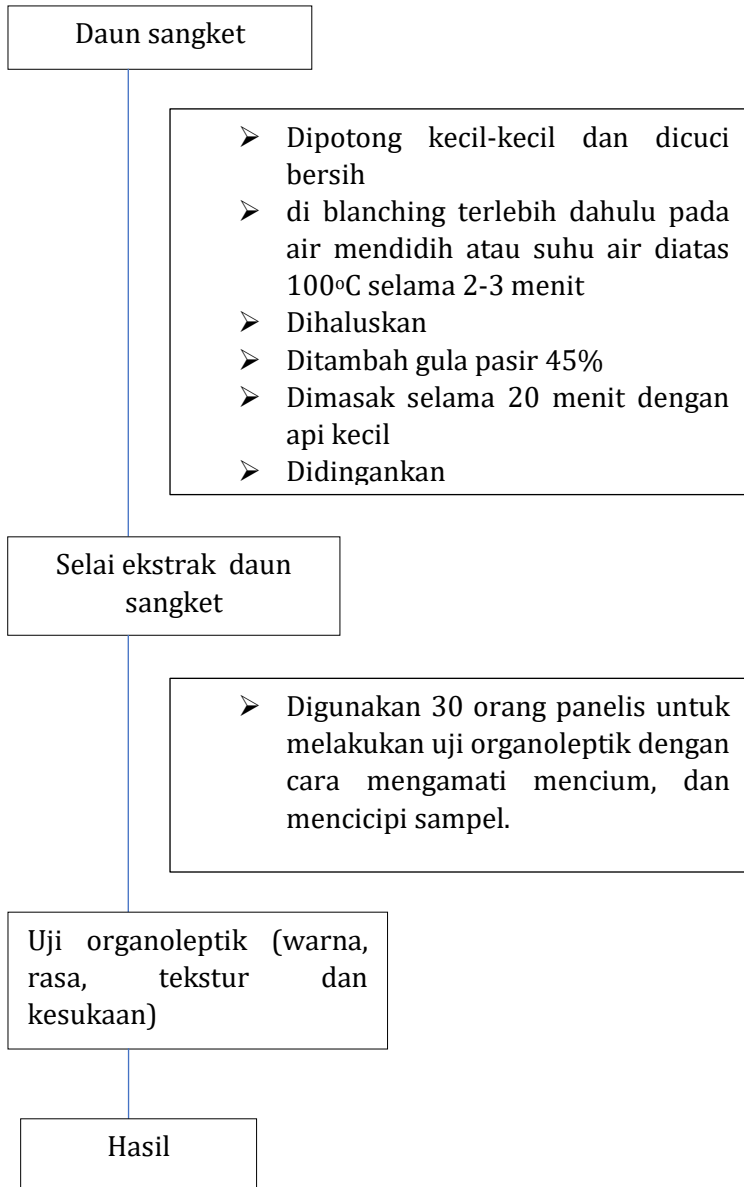 Daun sangket
➢ Dipotong kecil-kecil dan dicuci
bersih
➢ di blanching terlebih dahulu pada
air mendidih atau suhu air diatas
100ºC selama 2-3 menit
➢ Dihaluskan
➢ Ditambah gula pasir 45%
➢ Dimasak selama 20 menit dengan
api kecil
➢ Didingankan
Selai ekstrak daun
sangket
➢ Digunakan 30 orang panelis untuk
melakukan uji organoleptik dengan
cara mengamati mencium, dan
mencicipi sampel.
Uji organoleptik (warna,
rasa, tekstur dan
kesukaan)
Hasil